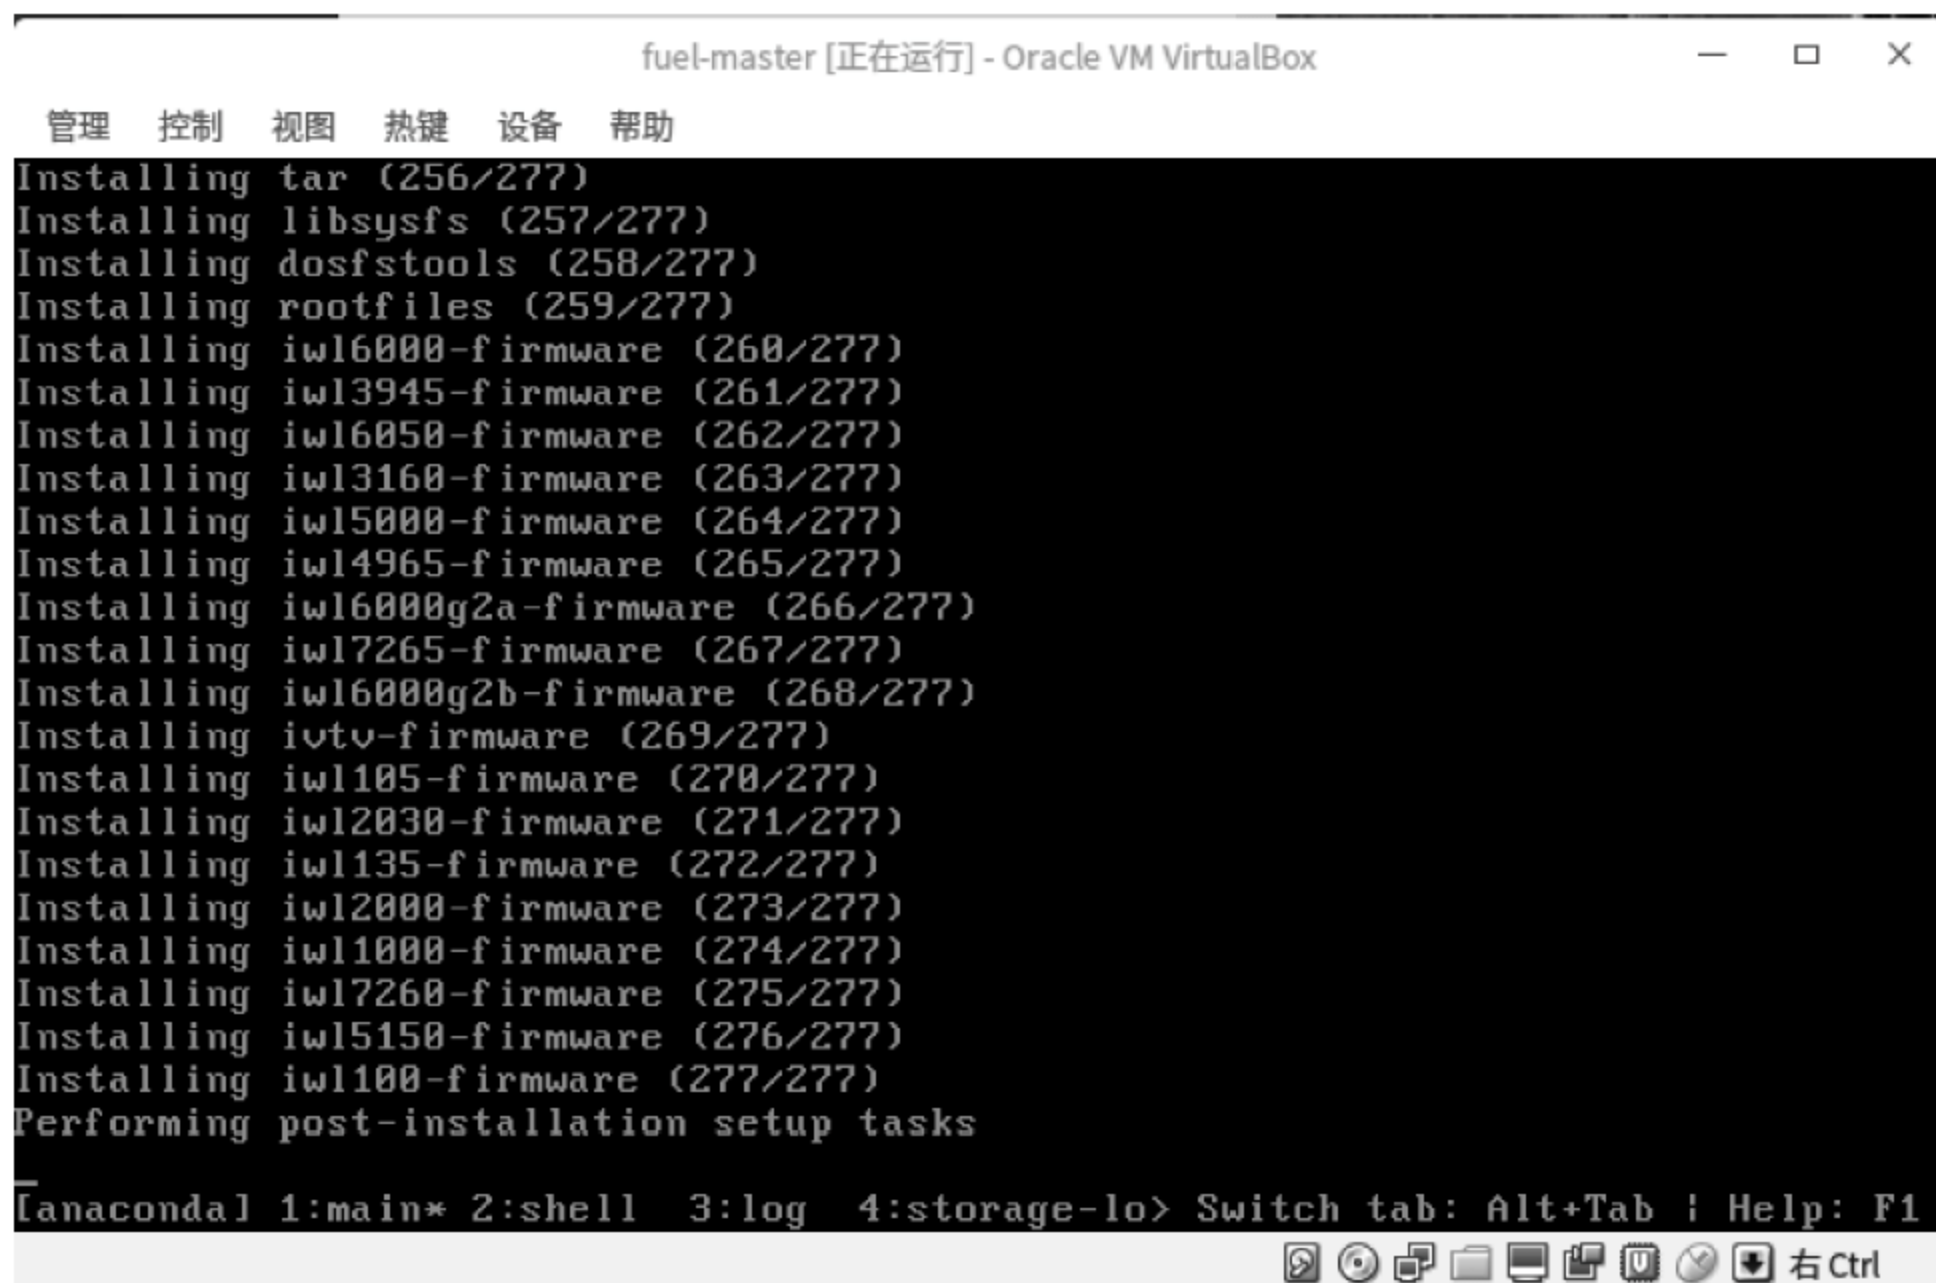 fuel-master [正在运行] - Oracle VM VirtualBox
管理 控制 视图 热键 设备 帮助
Installing tar (256/277)
Installing libsysfs (257/277)
Installing dosfstools (258/277)
Installing rootfiles (259/277)
Installing iwl6000-firmware (260/277)
Installing iwl3945-firmware (261/277)
Installing iwl6050-firmware (262/277)
Installing iwl3160-firmware (263/277)
Installing iwl5000-firmware (264/277)
Installing iwl4965-firmware (265/277)
Installing iwl6000g2a-firmware (266/277)
Installing iwl7265-firmware (267/277)
Installing iwl6000g2b-firmware (268/277)
Installing ivtv-firmware (269/277)
Installing iwl105-firmware (270/277)
Installing iwl2030-firmware (271/277)
Installing iwl135-firmware (272/277)
Installing iwl2000-firmware (273/277)
Installing iwl1000-firmware (274/277)
Installing iwl7260-firmware (275/277)
Installing iwl5150-firmware (276/277)
Installing iwl100-firmware (277/277)
Performing post-installation setup tasks
_
[anaconda] 1:main* 2:shell  3:log  4:storage-lo> Switch tab: Alt+Tab | Help: F1
右 Ctrl